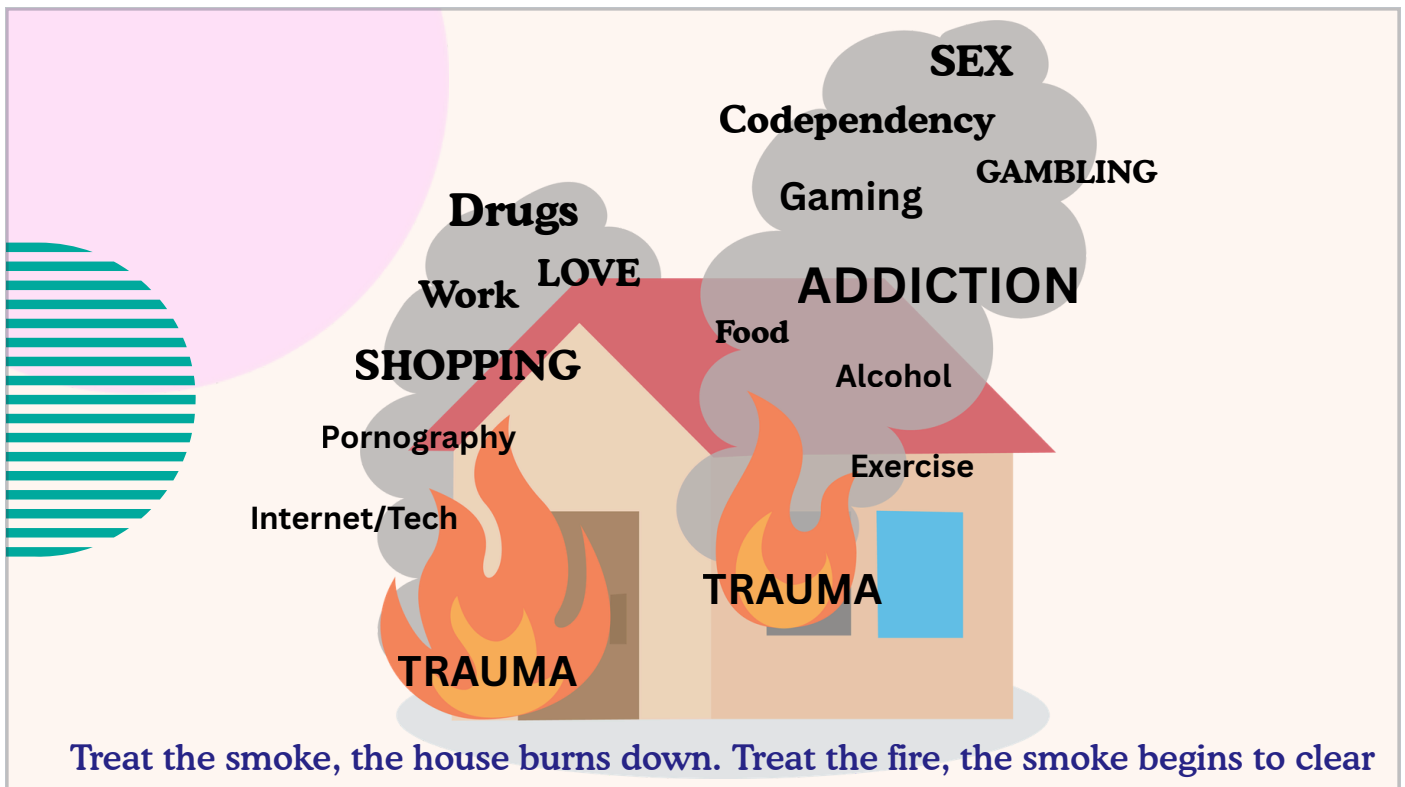 SEX
Codependency
GAMBLING
Gaming
Drugs
LOVE
ADDICTION
Work
Food
SHOPPING
Alcohol
Pornography
Exercise
Internet/Tech
TRAUMA
TRAUMA
Treat the smoke, the house burns down. Treat the fire, the smoke begins to clear